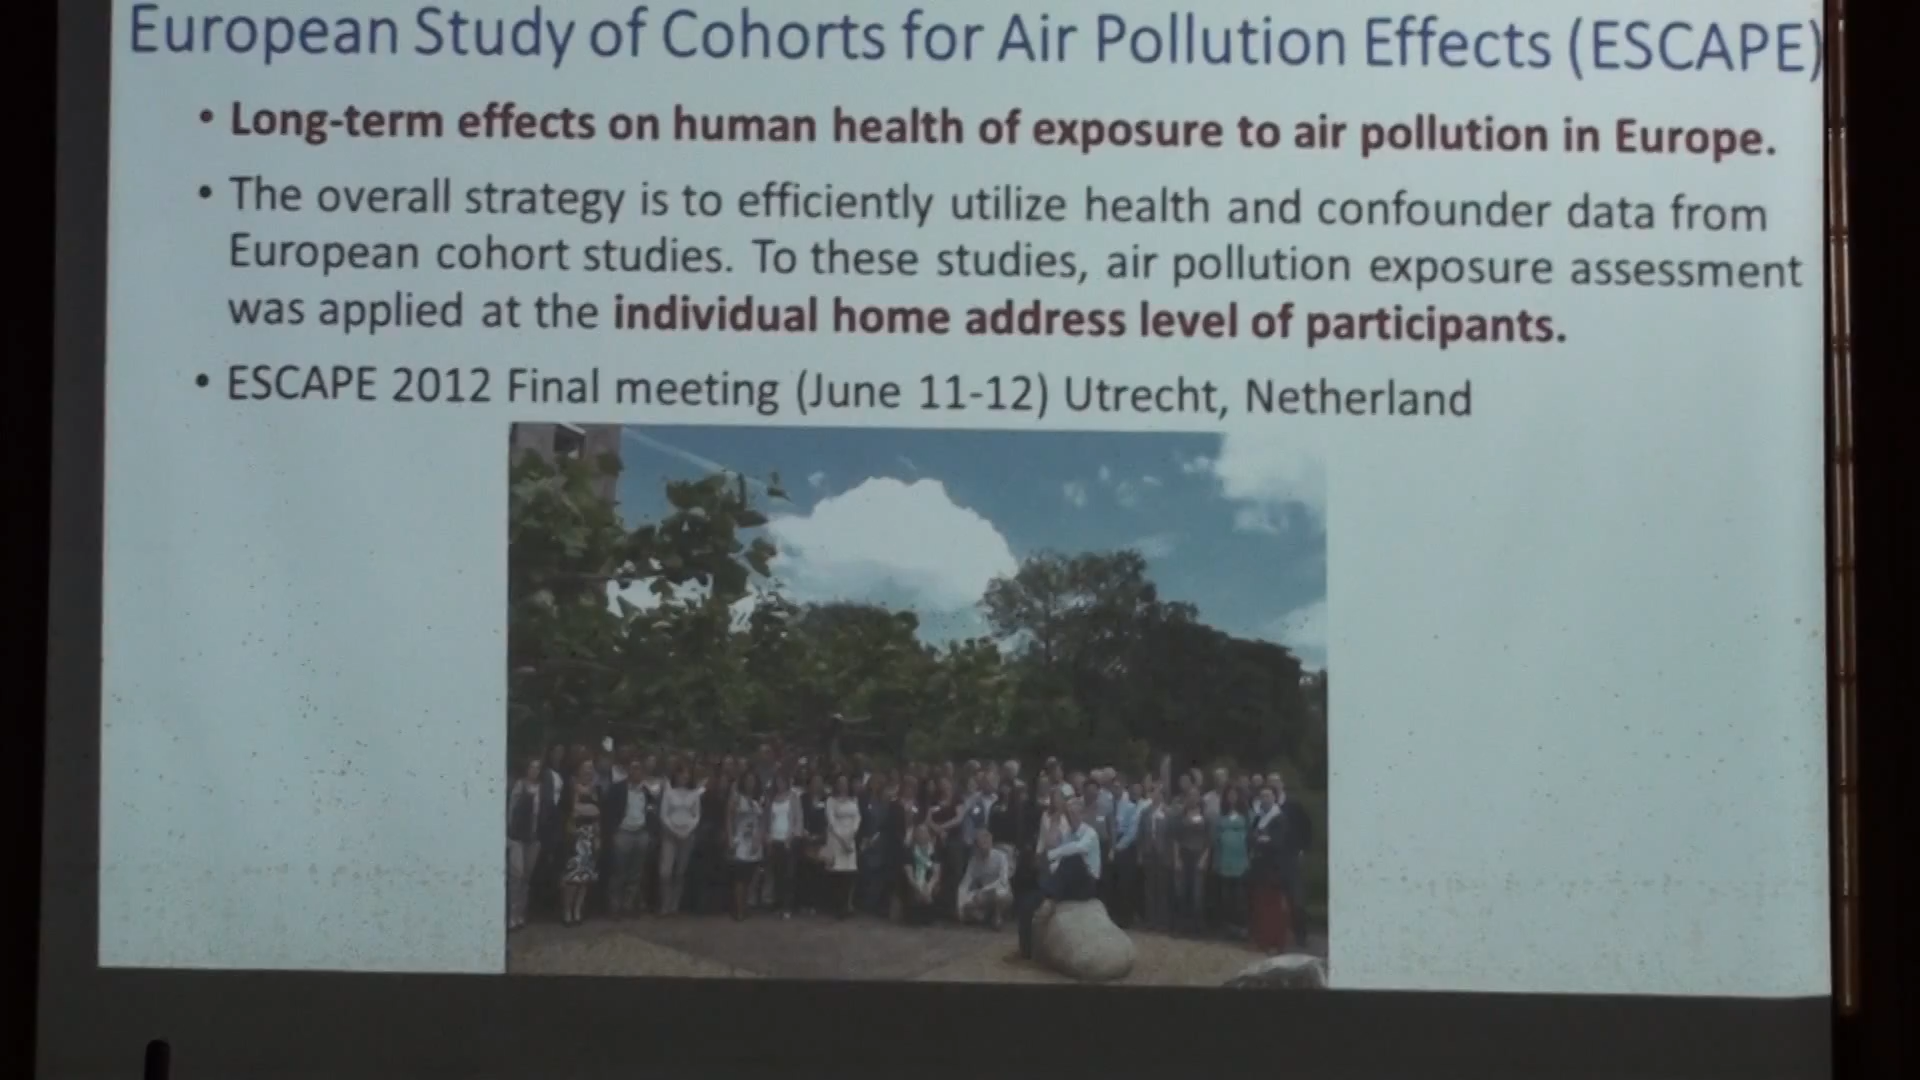 European Study of Cohorts for Air Pollution Effects (ESCAPE)
• Long-term effects on human health of exposure to air pollution in Europe.
• The overall strategy is to efficiently utilize health and confounder data from
European cohort studies. To these studies, air pollution exposure assessment
was applied at the individual home address level of participants.
• ESCAPE 2012 Final meeting (June 11-12) Utrecht, Netherland